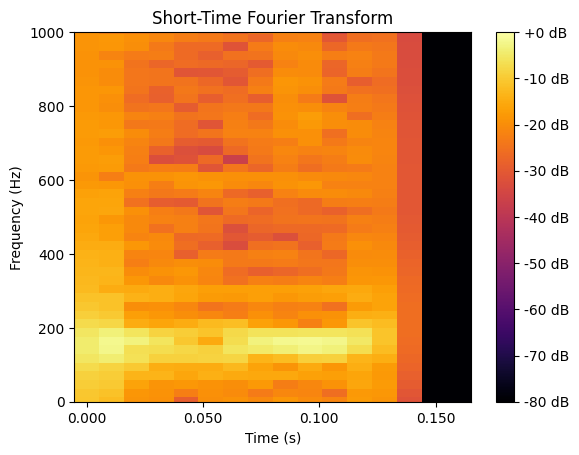 Short-Time Fourier Transform
1000
800
600
400
200
0
Frequency (Hz)
0.000
0.050
0.100
0.150
Time (s)
+0 dB
-10 dB
-20 dB
-30 dB
-40 dB
-50 dB
-60 dB
-70 dB
-80 dB